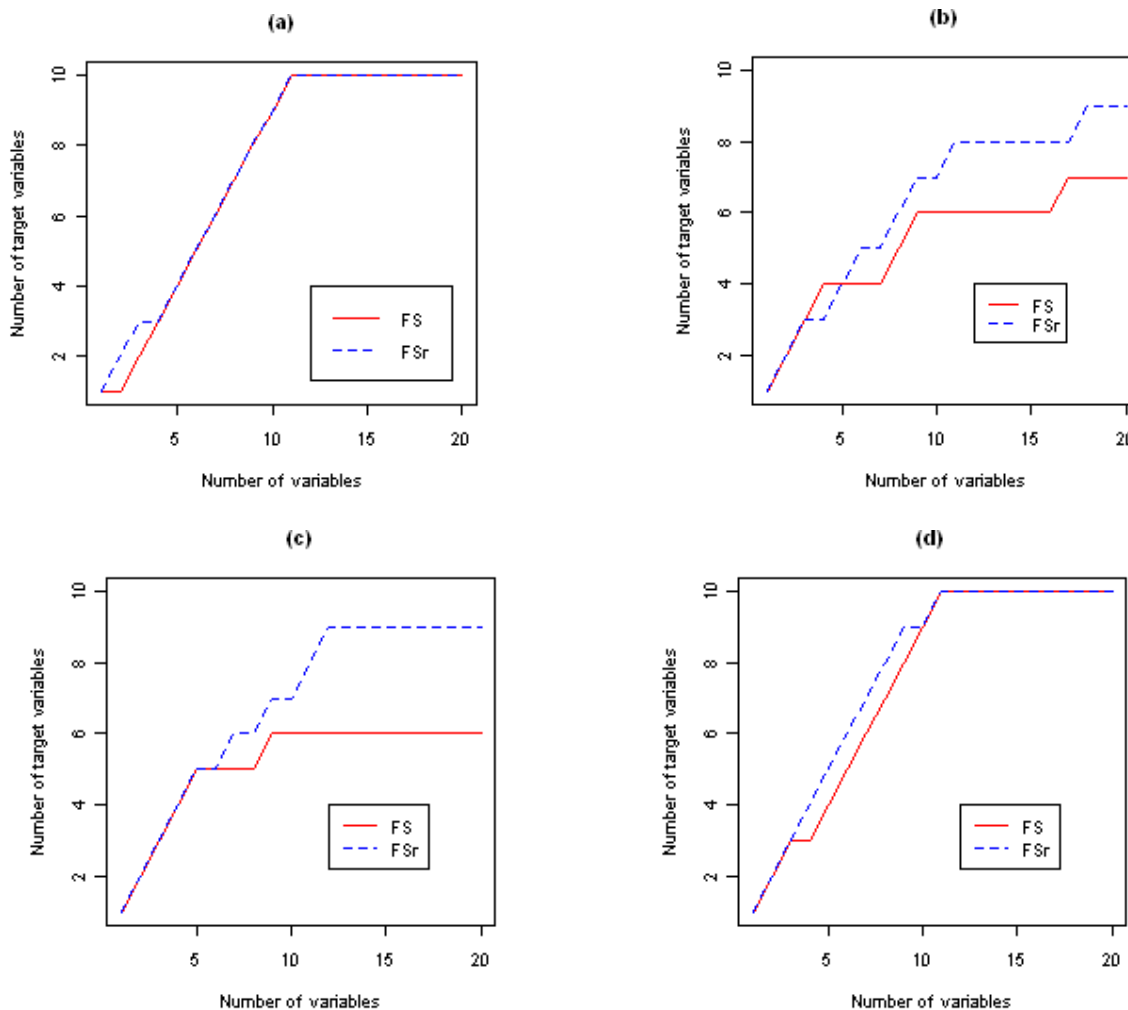 (a)
Number of target variables
10
8
6
4
2
FS
FSr
5
10
15
20
Number of variables
(b)
Number of target variables
10
8
6
4
2
FS
FSr
5
10
15
20
Number of variables
(c)
Number of target variables
10
8
6
4
2
FS
FSr
5
10
15
20
Number of variables
(d)
Number of target variables
10
8
6
4
2
FS
FSr
5
10
15
20
Number of variables